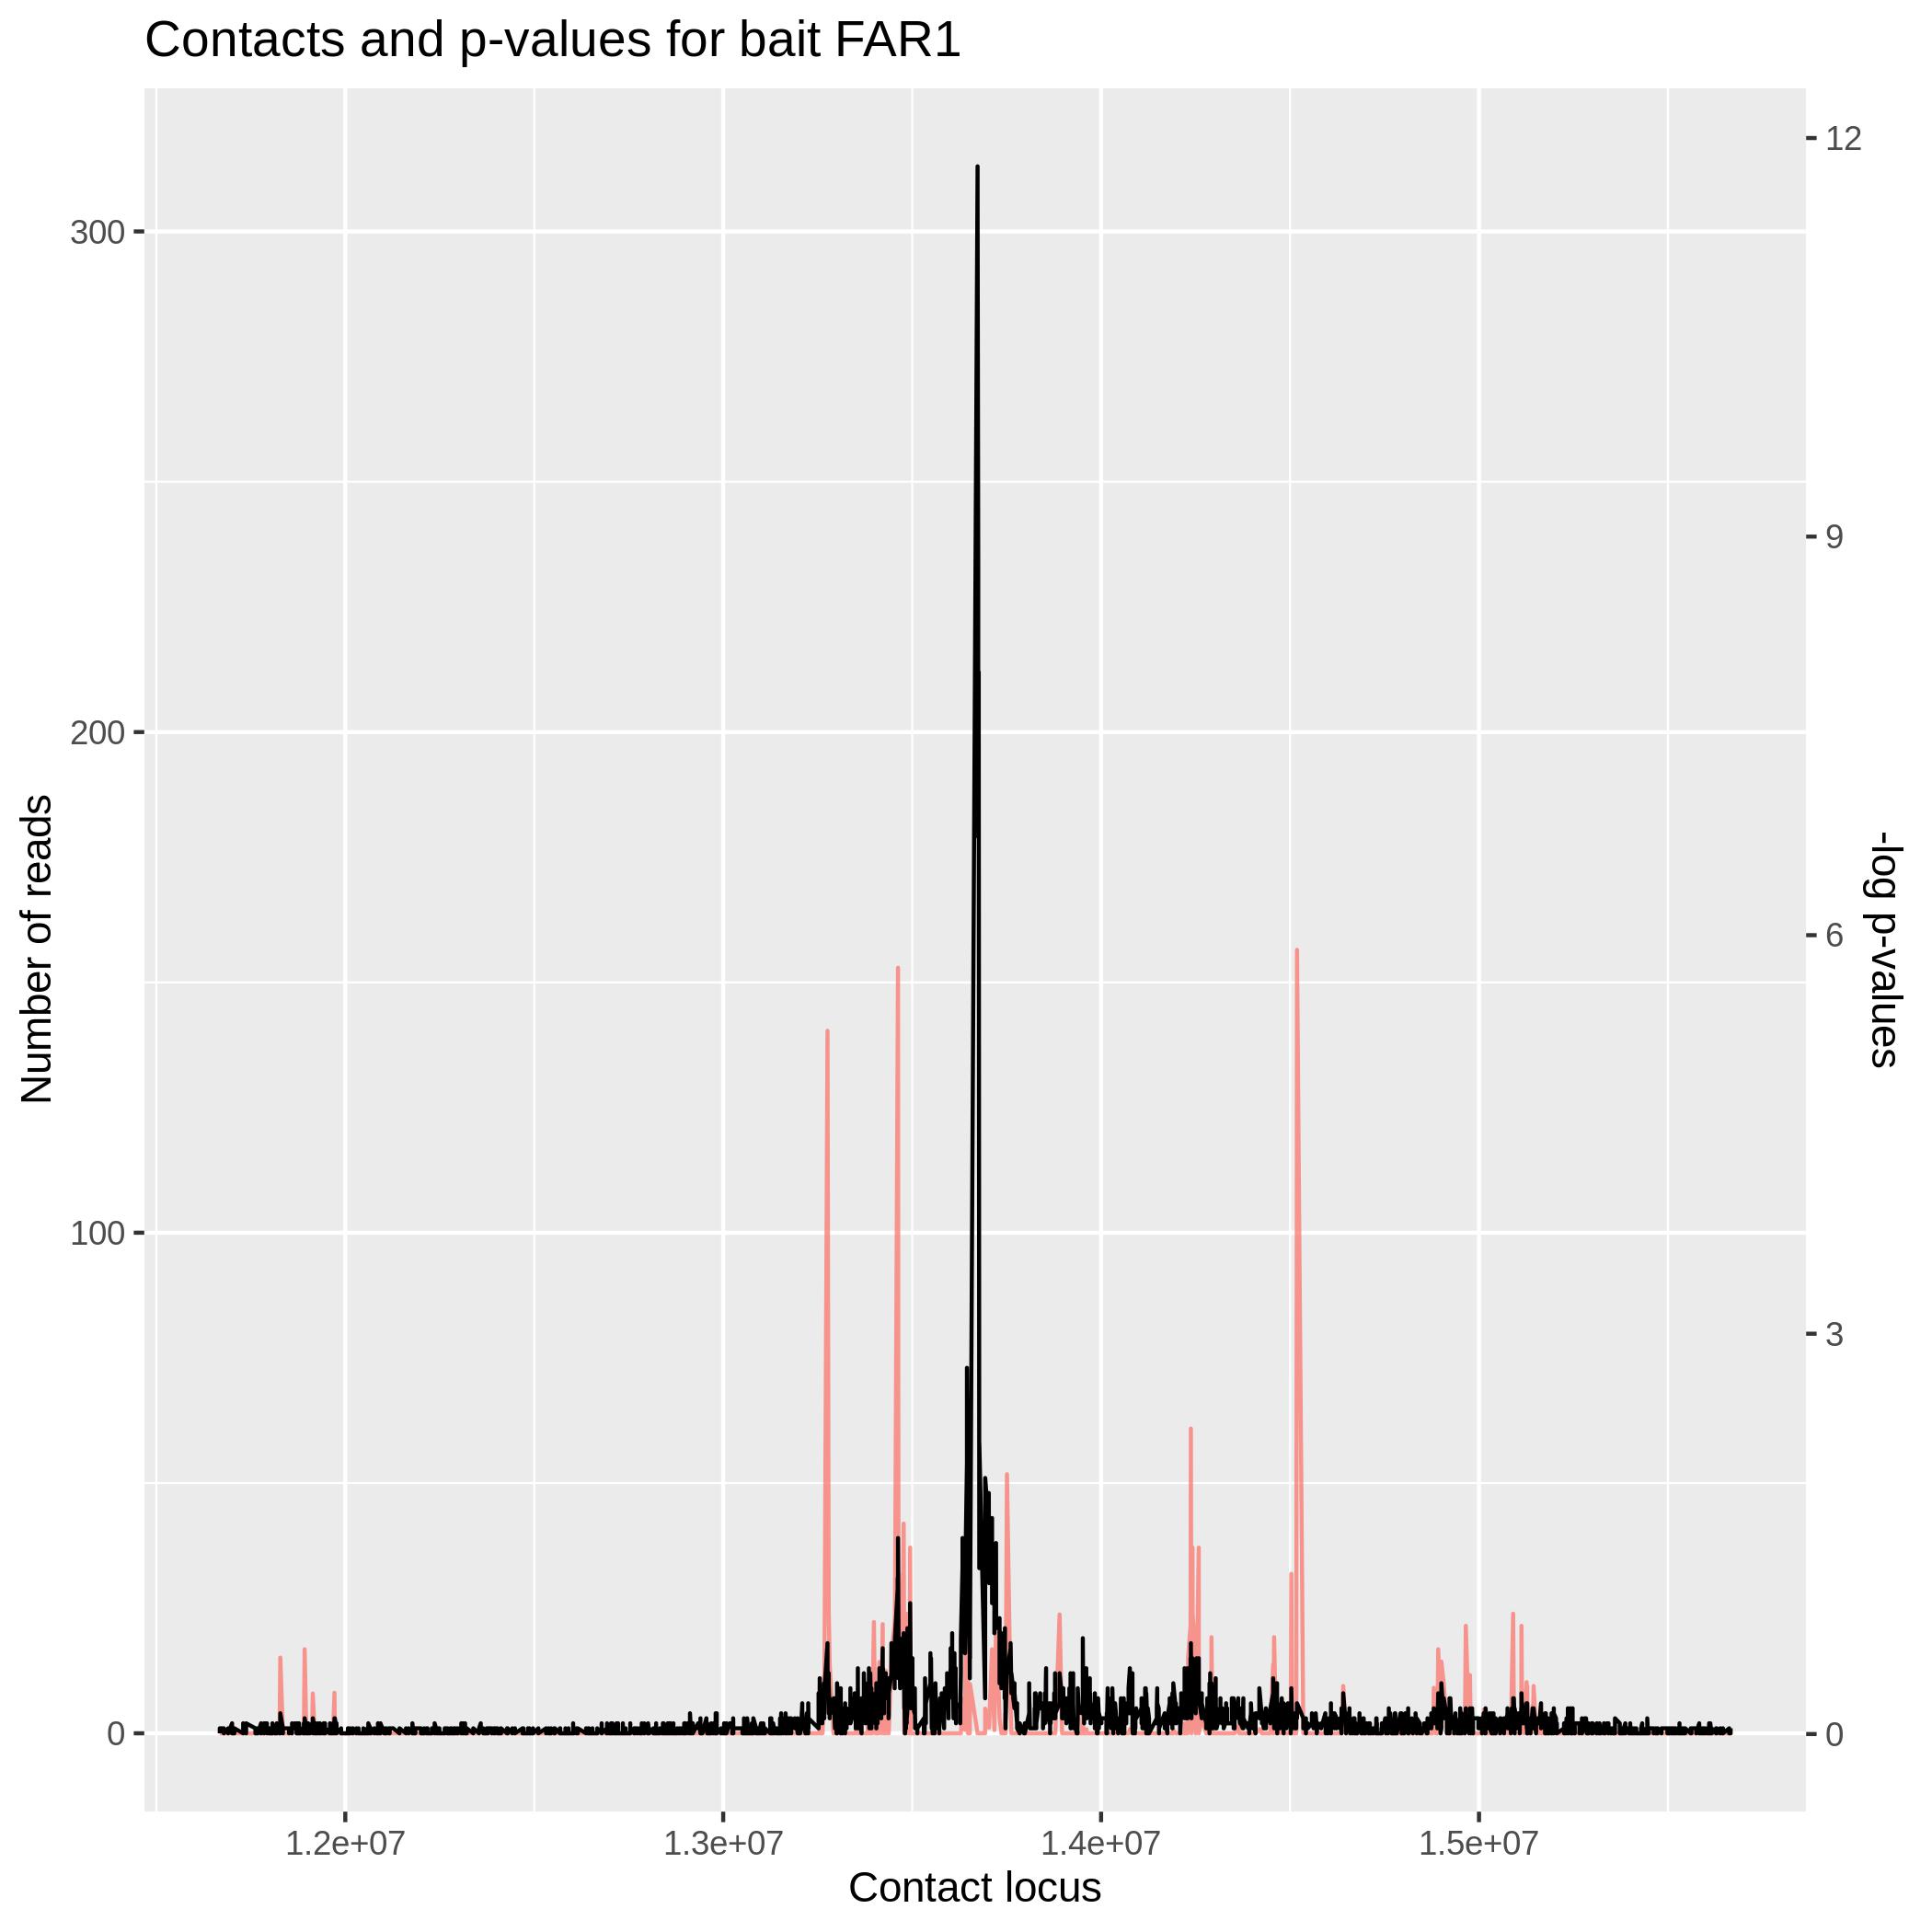 Contacts and p-values for bait FAR1
300
200
100
0
12
9
6
3
0
Number of reads
-log p-values
1.2e+07
1.3e+07
1.4e+07
1.5e+07
Contact locus